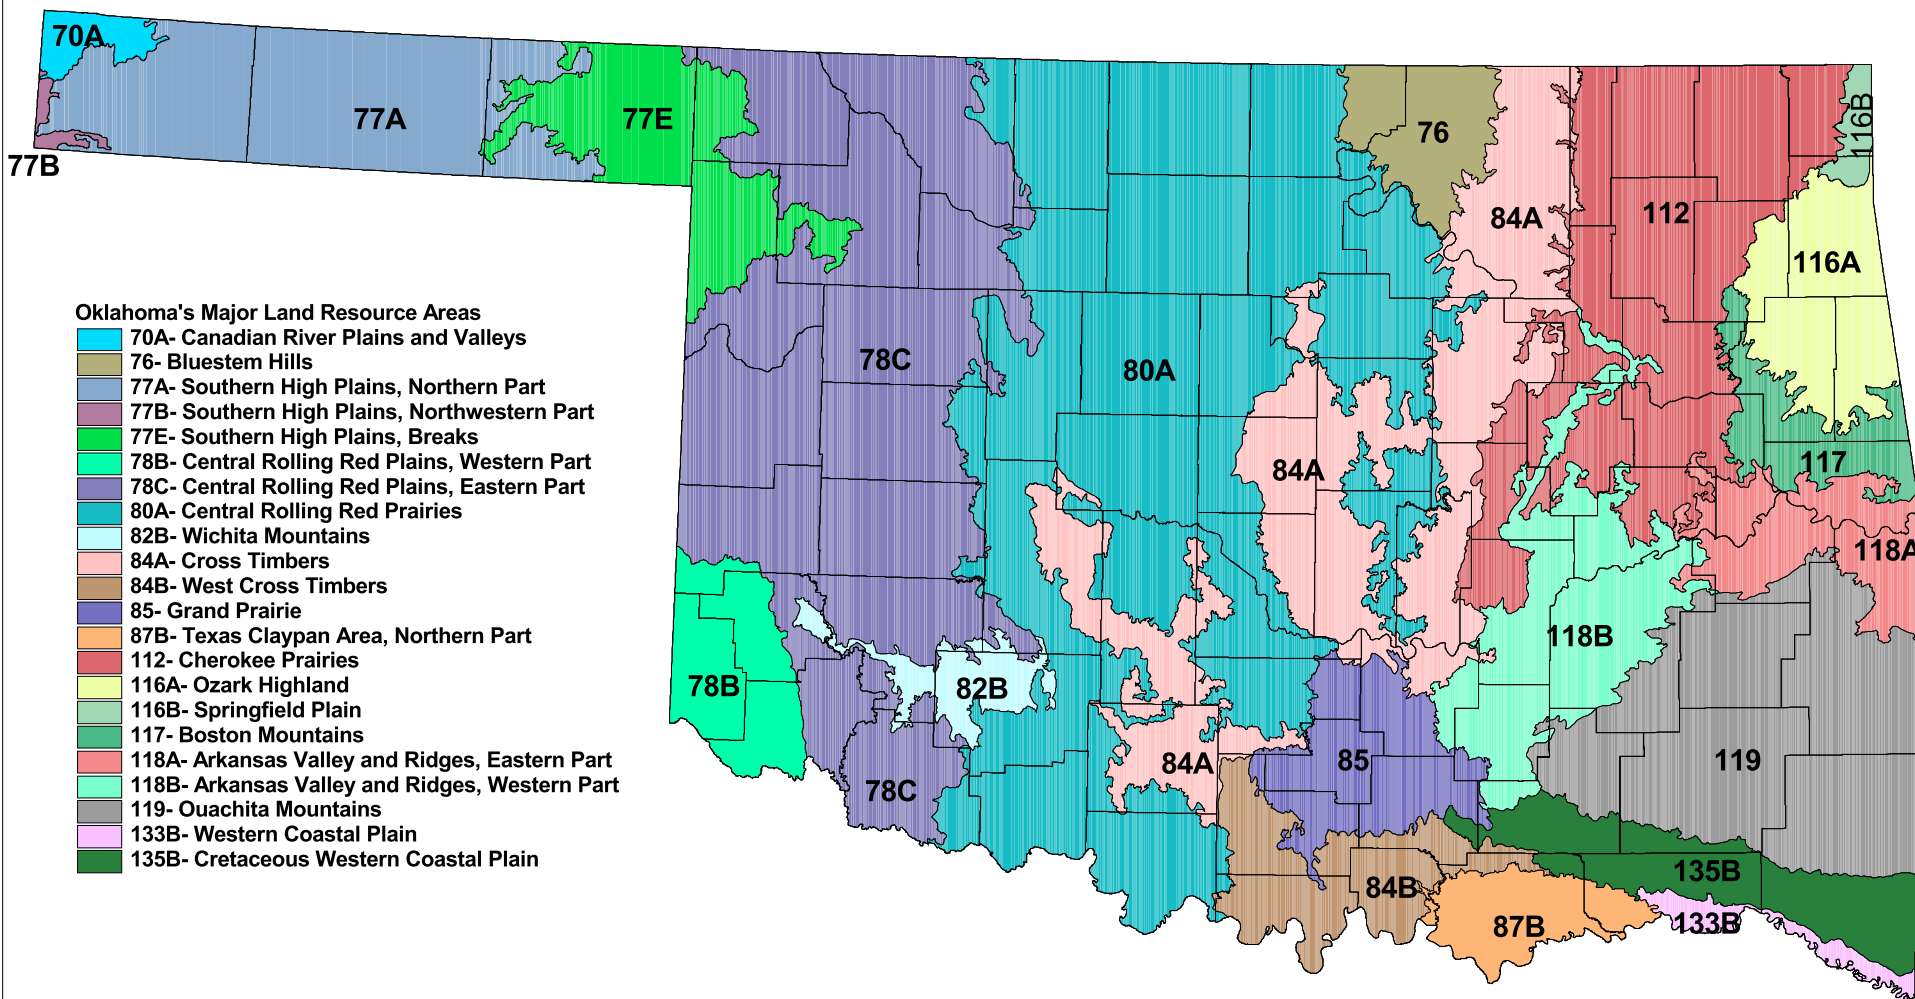 70A
77A
77E
76
116B
77B
84A
112
116A
Oklahoma's Major Land Resource Areas
70A- Canadian River Plains and Valleys
76- Bluestem Hills
77A- Southern High Plains, Northern Part
77B- Southern High Plains, Northwestern Part
77E- Southern High Plains, Breaks
78B- Central Rolling Red Plains, Western Part
78C- Central Rolling Red Plains, Eastern Part
80A- Central Rolling Red Prairies
82B- Wichita Mountains
84A- Cross Timbers
84B- West Cross Timbers
85- Grand Prairie
87B- Texas Claypan Area, Northern Part
112- Cherokee Prairies
116A- Ozark Highland
116B- Springfield Plain
117- Boston Mountains
118A- Arkansas Valley and Ridges, Eastern Part
118B- Arkansas Valley and Ridges, Western Part
119- Ouachita Mountains
133B- Western Coastal Plain
135B- Cretaceous Western Coastal Plain
78C
80A
84A
117
118A
118B
78B
82B
84A
85
119
78C
135B
84B
87B
133B